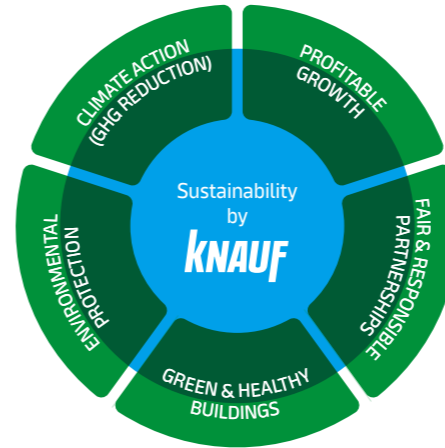 Sustainability
by
KNAUF
CLIMATE ACTION
(GHG REDUCTION)
PROFITABLE
GROWTH
FAIR & RESPONSIBLE
PARTNERSHIPS
GREEN & HEALTHY
BUILDINGS
ENVIRONMENTAL
PROTECTION